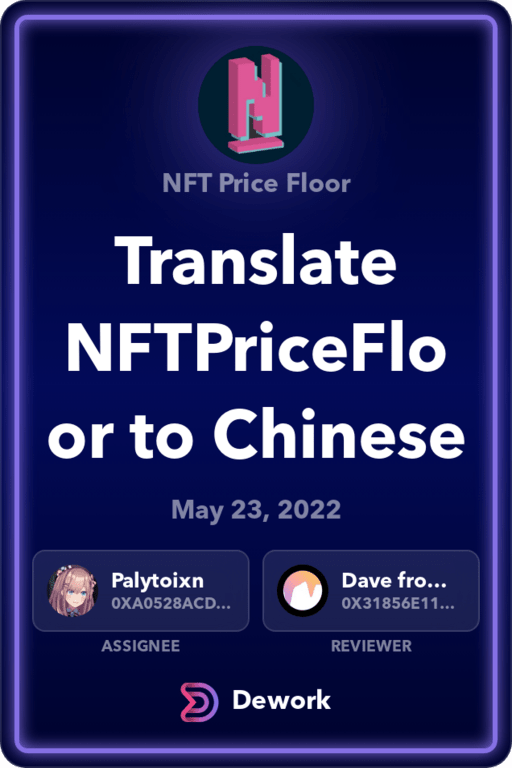 NFT Price Floor
Translate
NFTPriceFlo
or to Chinese
May 23, 2022
Palytoixn
0XA0528ACD...
Dave fro...
0X31856E11...
ASSIGNEE
REVIEWER
Dework